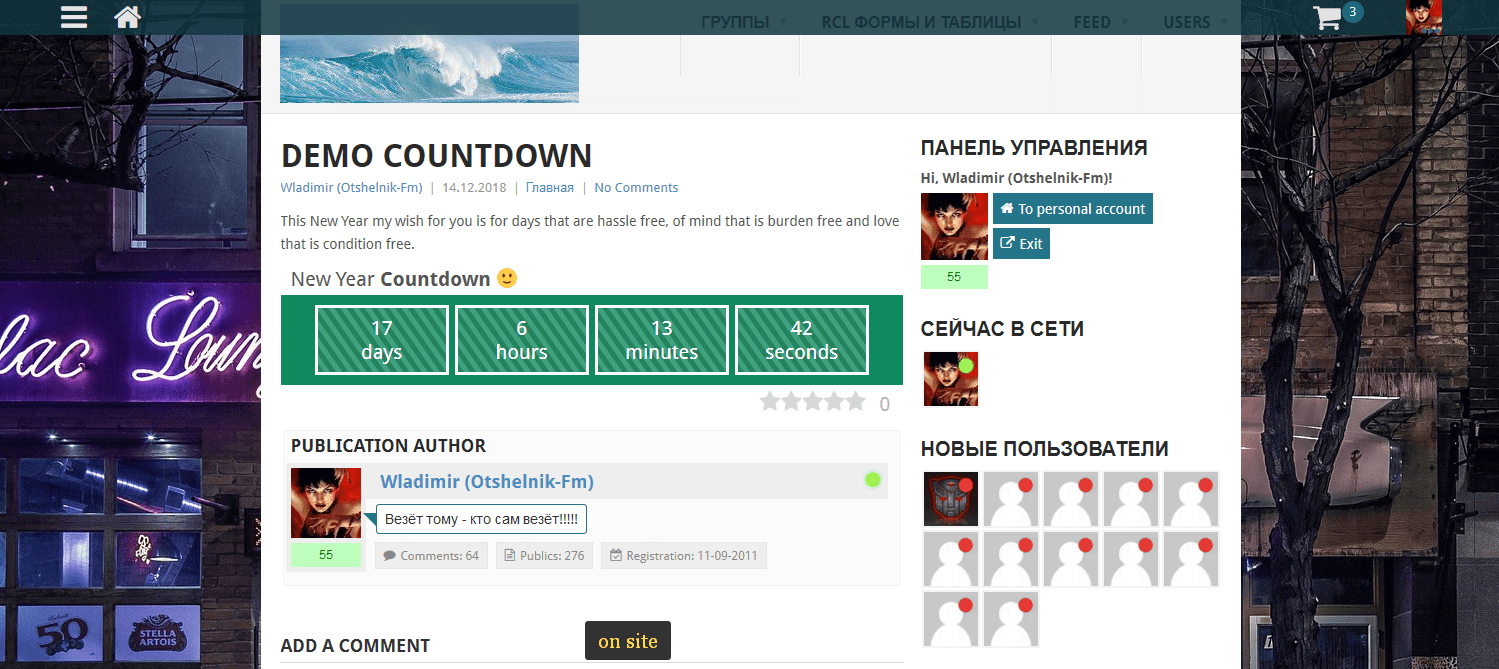 3
ГРУППЫ
RCL ФОРМЫ И ТАБЛИЦЫ
FEED
USERS
DEMO COUNTDOWN
Wladimir (Otshelnik-Fm) | 14.12.2018 | Главная | No Comments
This New Year my wish for you is for days that are hassle free, of mind that is burden free and love
that is condition free.
New Year Countdown 🙂
17
days
6
hours
13
minutes
42
seconds
0
PUBLICATION AUTHOR
Wladimir (Otshelnik-Fm)
Везёт тому - кто сам везёт!!!!!
55
Comments: 64
Publics: 276
Registration: 11-09-2011
ADD A COMMENT
on site
ПАНЕЛЬ УПРАВЛЕНИЯ
Hi, Wladimir (Otshelnik-Fm)!
To personal account
Exit
55
СЕЙЧАС В СЕТИ
НОВЫЕ ПОЛЬЗОВАТЕЛИ
lac Loun
50
STELLA
ARTOIS